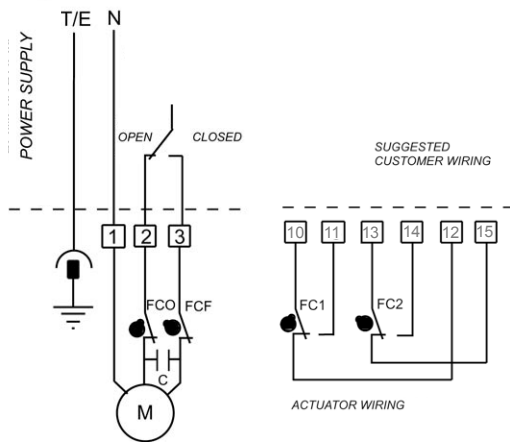 T/E N
POWER SUPPLY
OPEN CLOSED
SUGGESTED
CUSTOMER WIRING
1 2 3
10 11 13 14 12 15
FCO FCF
FC1 FC2
C
M
ACTUATOR WIRING